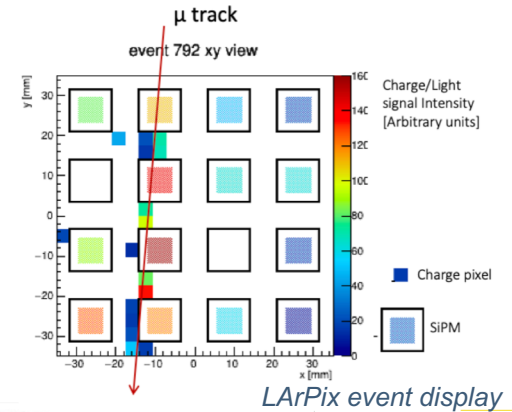 μ track
event 792 xy view
y [mm]
30
20
10
0
−10
−20
−30
−30
−20
−10
0
10
20
30
x [mm]
160
140
120
100
80
60
40
20
0
Charge/Light
signal Intensity
[Arbitrary units]
Charge pixel
SiPM
LArPix event display